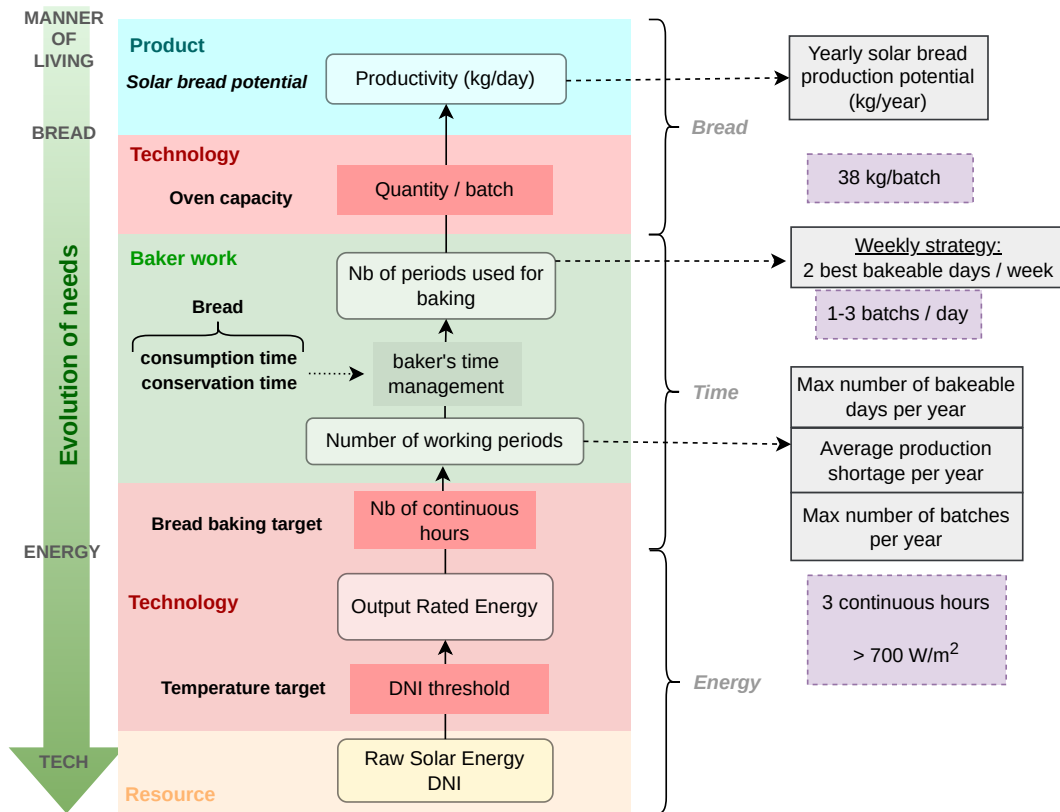 MANNER
OF
LIVING
BREAD
Evolution of needs
ENERGY
TECH
Product
Solar bread potential
Productivity (kg/day)
Technology
Oven capacity
Quantity / batch
Baker work
Nb of periods used for
baking
Bread
consumption time
conservation time
baker's time
management
Number of working periods
Bread baking target
Nb of continuous
hours
Technology
Output Rated Energy
Temperature target
DNI threshold
Raw Solar Energy
DNI
Resource
Bread
Time
Energy
Yearly solar bread
production potential
(kg/year)
38 kg/batch
Weekly strategy:
2 best bakeable days / week
1-3 batchs / day
Max number of bakeable
days per year
Average production
shortage per year
Max number of batches
per year
3 continuous hours
> 700 W/m²